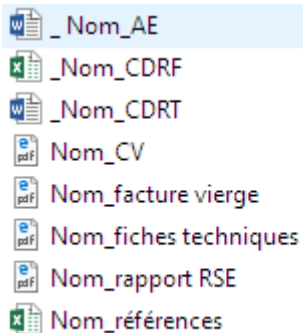 _ Nom_AE
_Nom_CDRF
_Nom_CDRT
Nom_CV
Nom_facture vierge
Nom_fiches techniques
Nom_rapport RSE
Nom_références